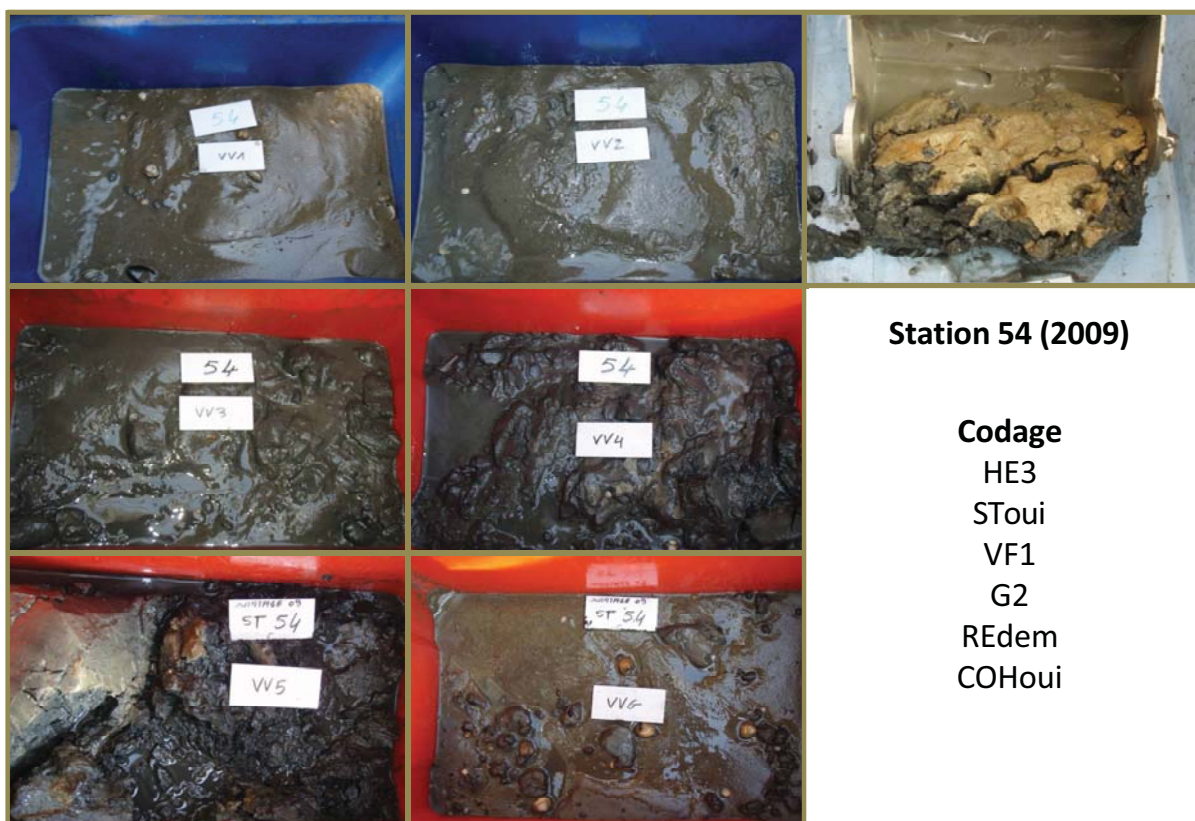 54
VV1
54
VV2
54
VV3
54
VV4
Station 54 (2009)
Codage
HE3
SToui
VF1
G2
REdem
COHoui
ST 54
VV5
ST 54
VV6